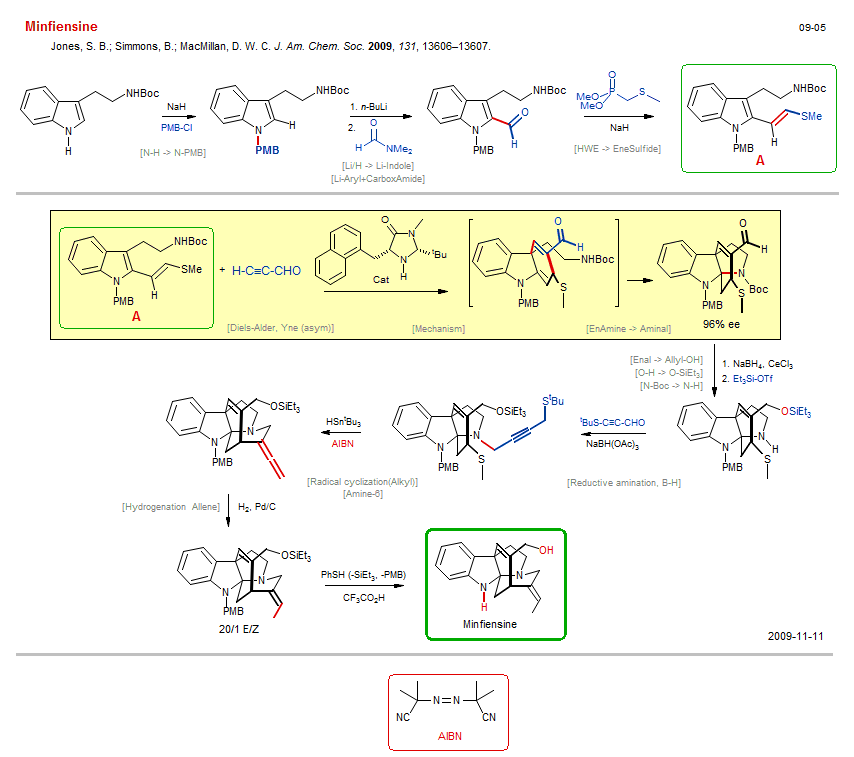 Minfiensine
09-05
Jones, S. B.; Simmons, B.; MacMillan, D. W. C. J. Am. Chem. Soc. 2009, 131, 13606–13607.
NHBoc
N
H
NaH
PMB-Cl
[N-H -> N-PMB]
NHBoc
H
N
PMB
1. n-BuLi
2.
O
H
NMe2
[Li/H -> Li-Indole]
[Li-Aryl+CarboxAmide]
NHBoc
O
N
H
PMB
O
MeO
P
S
MeO
NaH
[HWE -> EneSulfide]
NHBoc
SMe
N
H
PMB
A
NHBoc
SMe
N
H
PMB
A
+ H-C≡C-CHO
O
N
tBu
N
H
Cat
[Diels-Alder, Yne (asym)]
O
H
NHBoc
N
PMB
S
[Mechanism]
[EnAmine -> Aminal]
O
H
N
N
Boc
PMB
S
96% ee
[Enal -> Allyl-OH]
[O-H -> O-SiEt3]
[N-Boc -> N-H]
1. NaBH4, CeCl3
2. Et3Si-OTf
OSiEt3
N
N
H
PMB
S
tBuS-C≡C-CHO
NaBH(OAc)3
[Reductive amination, B-H]
StBu
OSiEt3
N
N
PMB
S
HSntBu3
AIBN
[Radical cyclization(Alkyl)]
[Amine-6]
OSiEt3
N
N
PMB
[Hydrogenation Allene]
H2, Pd/C
OSiEt3
N
N
PMB
20/1 E/Z
PhSH (-SiEt3, -PMB)
CF3CO2H
OH
N
N
H
Minfiensine
2009-11-11
N=N
NC
CN
AIBN